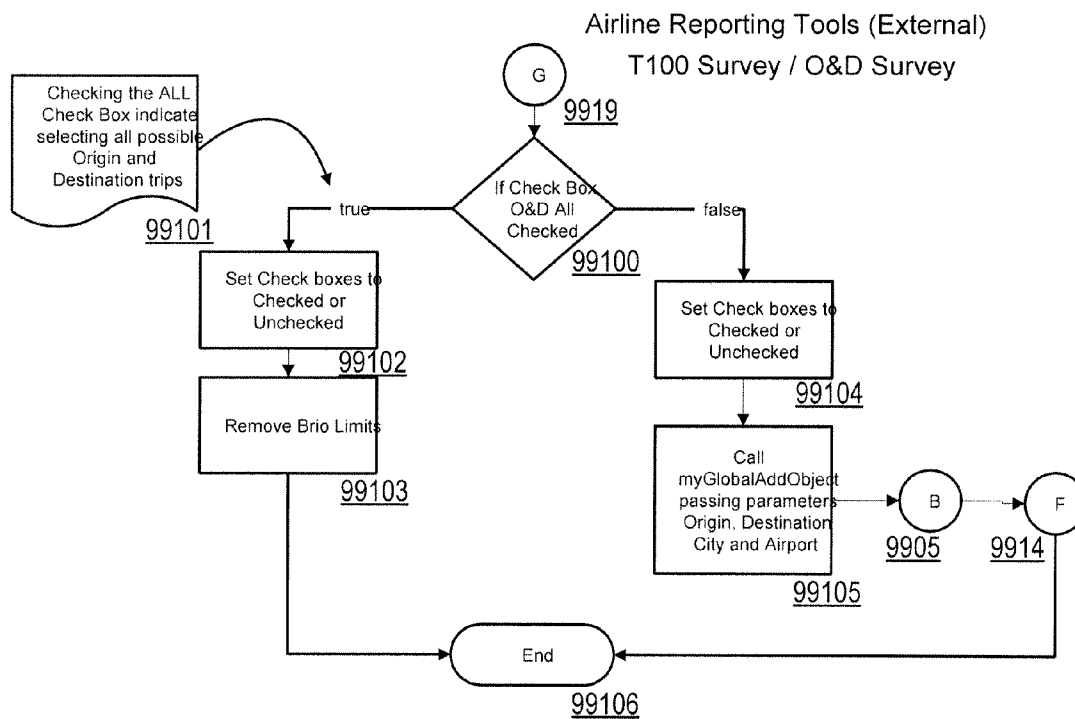 Airline Reporting Tools (External)
T100 Survey / O&D Survey
G
9919
Checking the ALL
Check Box indicate
selecting all possible
Origin and
Destination trips
99101
If Check Box
O&D All
Checked
99100
true
false
Set Check boxes to
Checked or
Unchecked
99102
Remove Brio Limits
99103
Set Check boxes to
Checked or
Unchecked
99104
Call
myGlobalAddObject
passing parameters
Origin, Destination
City and Airport
99105
B
9905
F
9914
End
99106